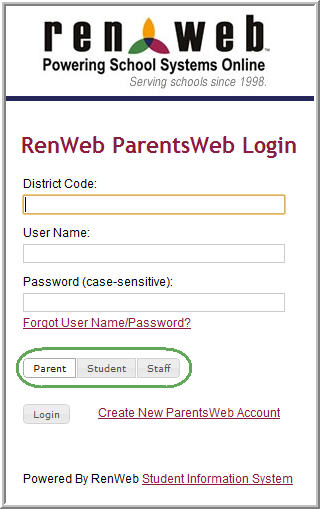 renweb™
Powering School Systems Online
Serving schools since 1998.
RenWeb ParentsWeb Login
District Code:
User Name:
Password (case-sensitive):
Forgot User Name/Password?
Parent Student Staff
Login Create New ParentsWeb Account
Powered By RenWeb Student Information System